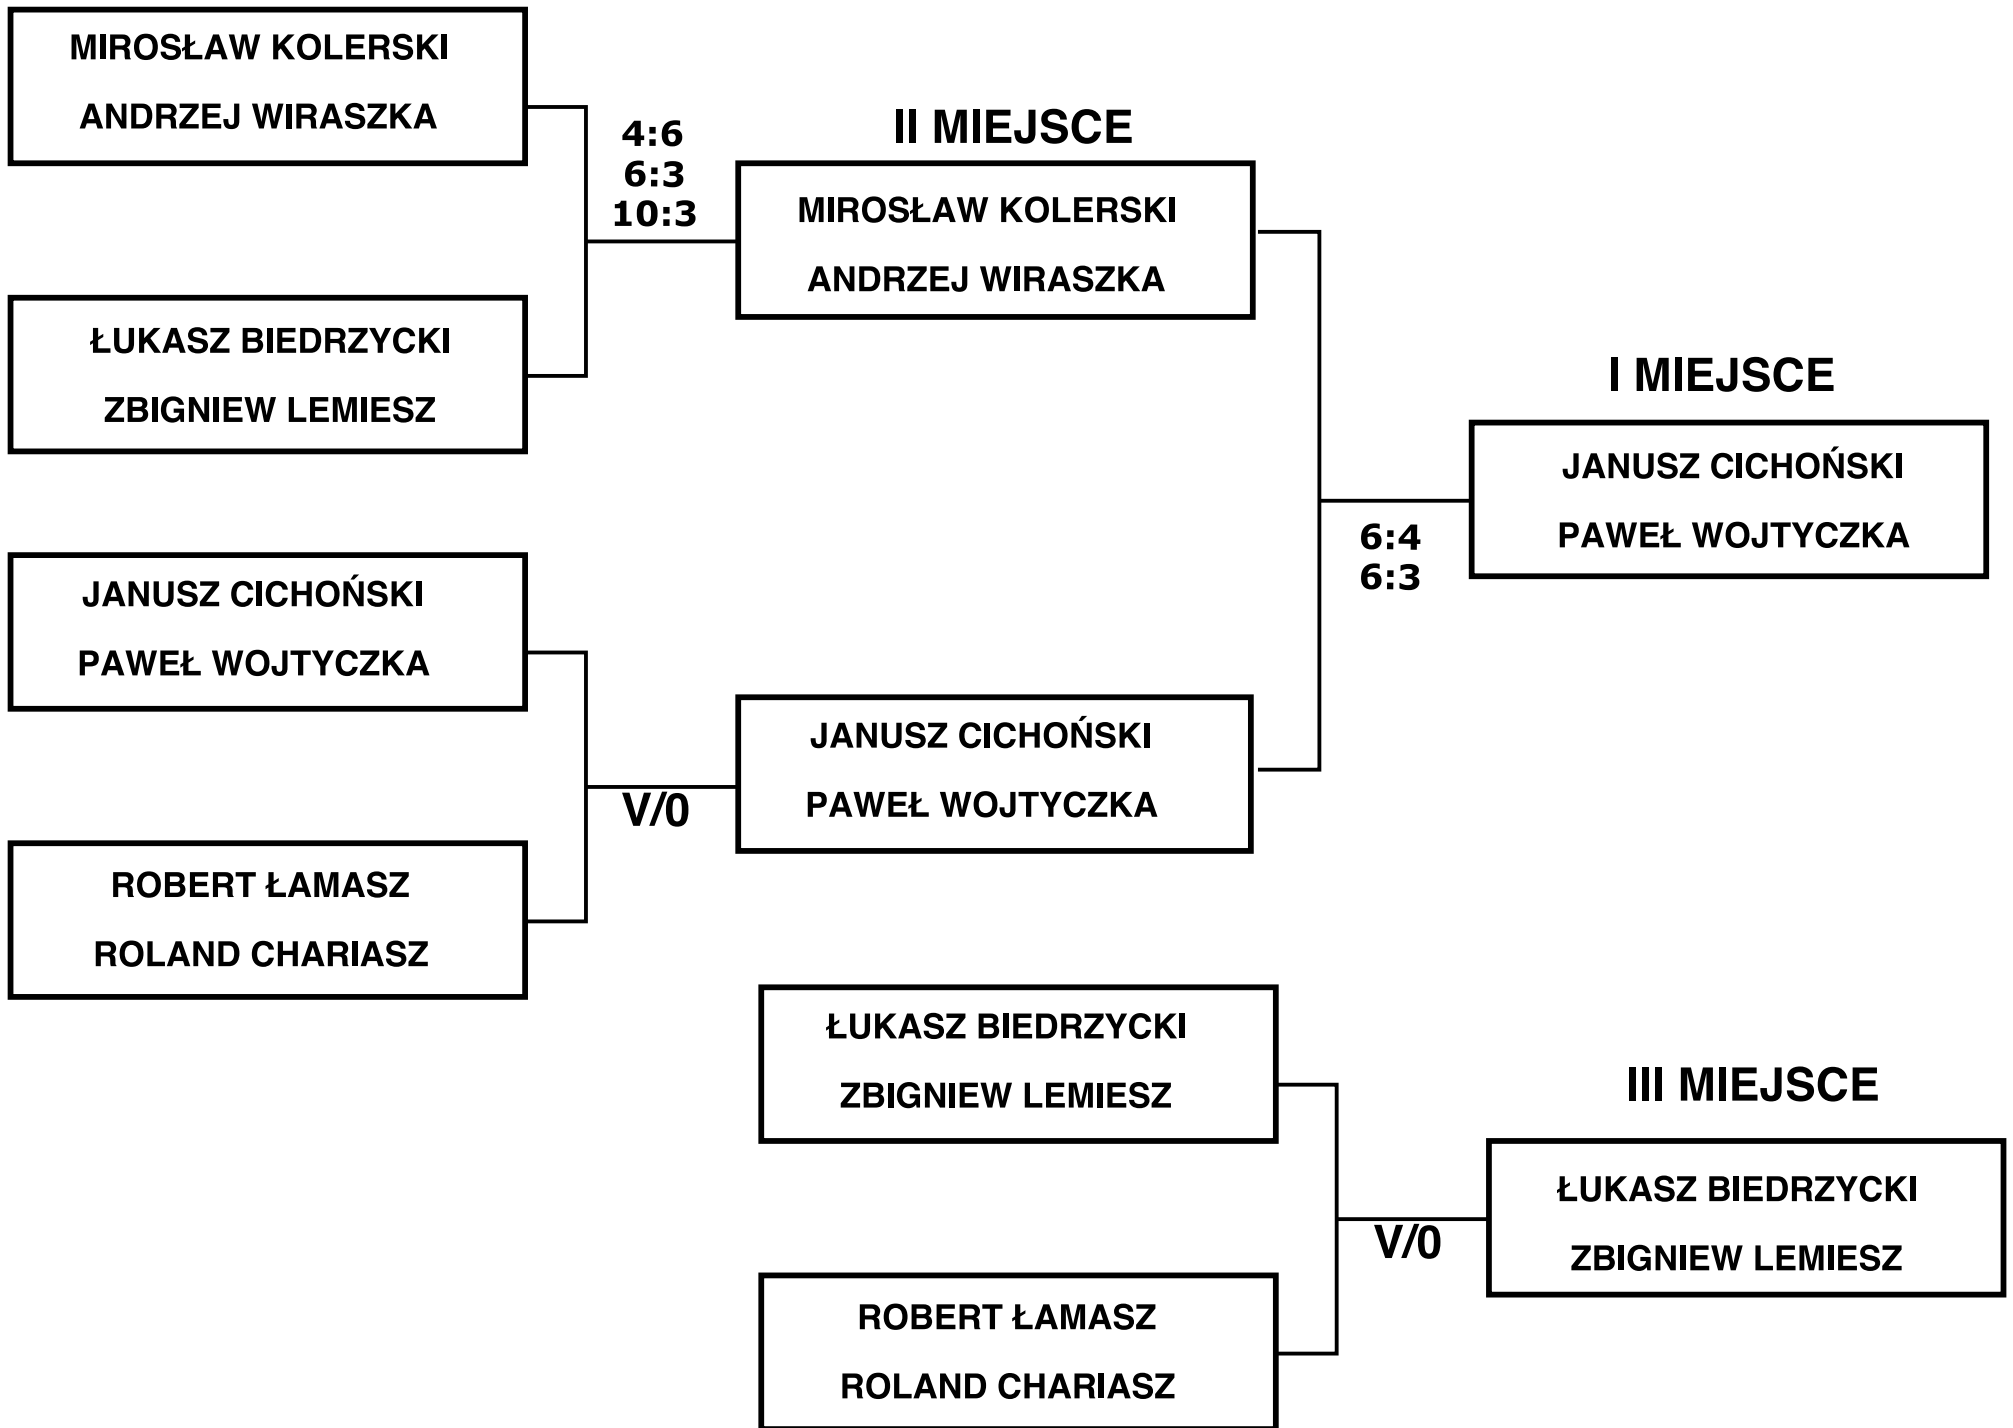 MIROSŁAW KOLERSKI
ANDRZEJ WIRASZKA
4:6
6:3
10:3
II MIEJSCE
MIROSŁAW KOLERSKI
ANDRZEJ WIRASZKA
ŁUKASZ BIEDRZYCKI
ZBIGNIEW LEMIESZ
I MIEJSCE
JANUSZ CICHOŃSKI
PAWEŁ WOJTYCZKA
6:4
6:3
JANUSZ CICHOŃSKI
PAWEŁ WOJTYCZKA
V/0
JANUSZ CICHOŃSKI
PAWEŁ WOJTYCZKA
ROBERT ŁAMASZ
ROLAND CHARIASZ
ŁUKASZ BIEDRZYCKI
ZBIGNIEW LEMIESZ
III MIEJSCE
ŁUKASZ BIEDRZYCKI
ZBIGNIEW LEMIESZ
V/0
ROBERT ŁAMASZ
ROLAND CHARIASZ